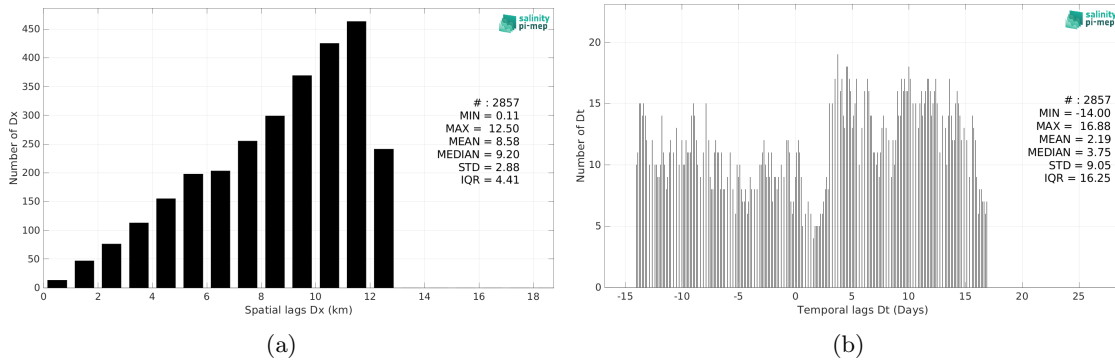 salinity
pi-mep
450
400
350
300
250
200
150
100
50
0
Number of Dx
# : 2857
MIN = 0.11
MAX = 12.50
MEAN = 8.58
MEDIAN = 9.20
STD = 2.88
IQR = 4.41
0 2 4 6 8 10 12 14 16 18
Spatial lags Dx (km)
(a)
salinity
pi-mep
20
15
10
5
0
Number of Dt
# : 2857
MIN = -14.00
MAX = 16.88
MEAN = 2.19
MEDIAN = 3.75
STD = 9.05
IQR = 16.25
-15 -10 -5 0 5 10 15 20 25
Temporal lags Dt (Days)
(b)